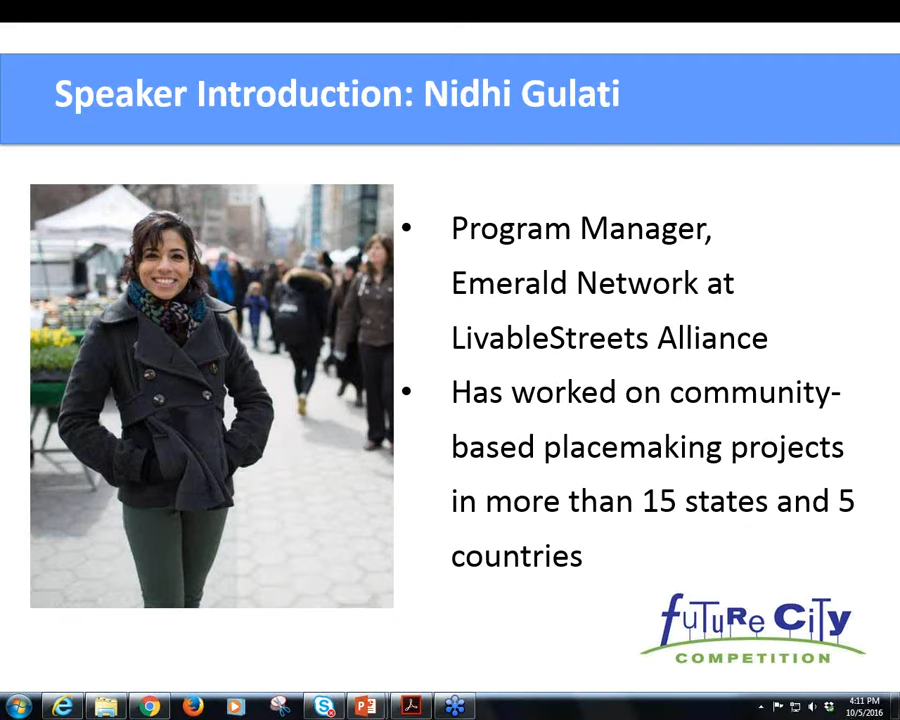 Speaker Introduction: Nidhi Gulati
• Program Manager,
Emerald Network at
LivableStreets Alliance
• Has worked on community-
based placemaking projects
in more than 15 states and 5
countries
FUTURE CiTy
COMPETITION
4:11 PM
10/5/2016